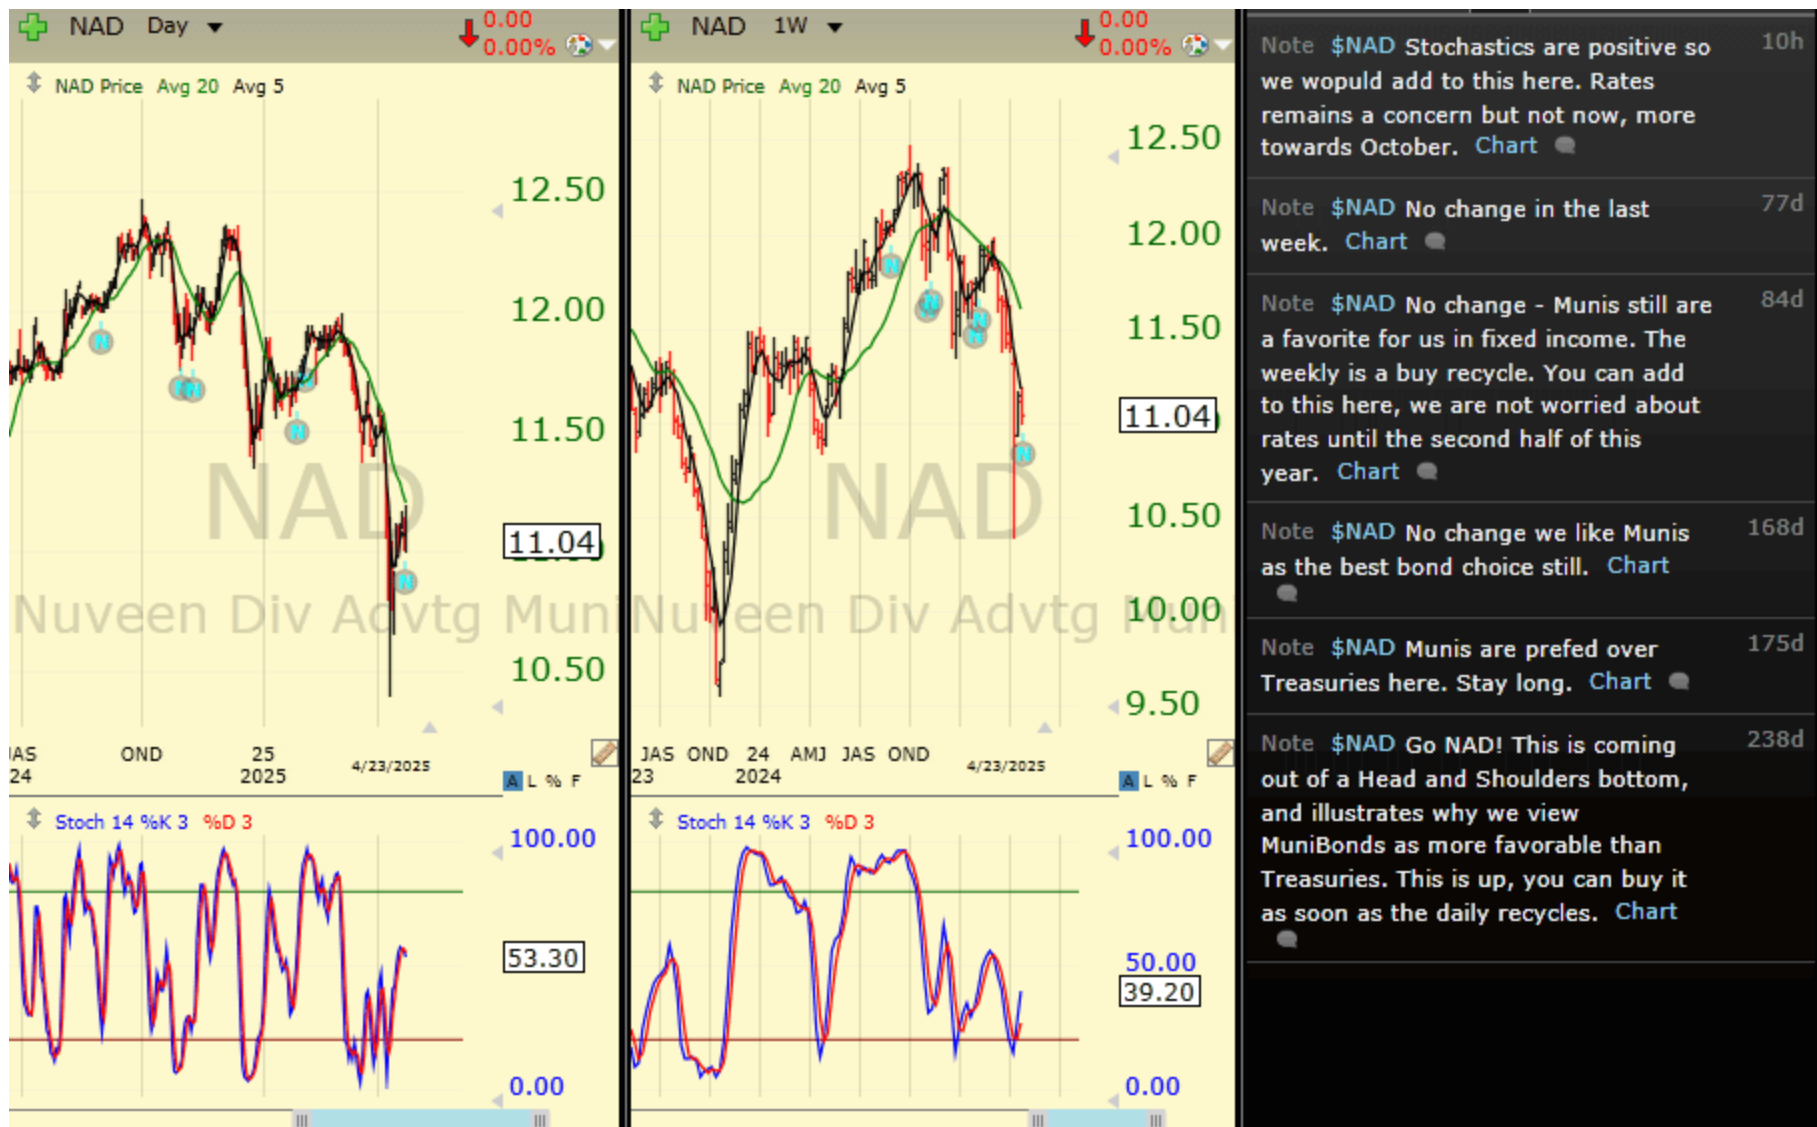 NAD Day
0.00
0.00%
NAD Price Avg 20 Avg 5
12.50
12.00
11.50
11.04
10.50
NAD
Nuveen Div Advtg Muni
JAS OND 25
24 2025 4/23/2025
A L % F
Stoch 14 %K 3 %D 3
100.00
53.30
0.00
N
N
N
N
N
N
NAD 1W
0.00
0.00%
NAD Price Avg 20 Avg 5
12.50
12.00
11.50
11.04
10.50
10.00
9.50
NAD
Nuveen Div Advtg Muni
JAS OND 24 AMJ JAS OND
23 2024 4/23/2025
A L % F
Stoch 14 %K 3 %D 3
100.00
50.00
39.20
0.00
N
N
N
N
N
Note $NAD Stochastics are positive so 10h
we wopuld add to this here. Rates
remains a concern but not now, more
towards October. Chart
Note $NAD No change in the last 77d
week. Chart
Note $NAD No change - Munis still are 84d
a favorite for us in fixed income. The
weekly is a buy recycle. You can add
to this here, we are not worried about
rates until the second half of this
year. Chart
Note $NAD No change we like Munis 168d
as the best bond choice still. Chart
Note $NAD Munis are prefed over 175d
Treasuries here. Stay long. Chart
Note $NAD Go NAD! This is coming 238d
out of a Head and Shoulders bottom,
and illustrates why we view
MuniBonds as more favorable than
Treasuries. This is up, you can buy it
as soon as the daily recycles. Chart